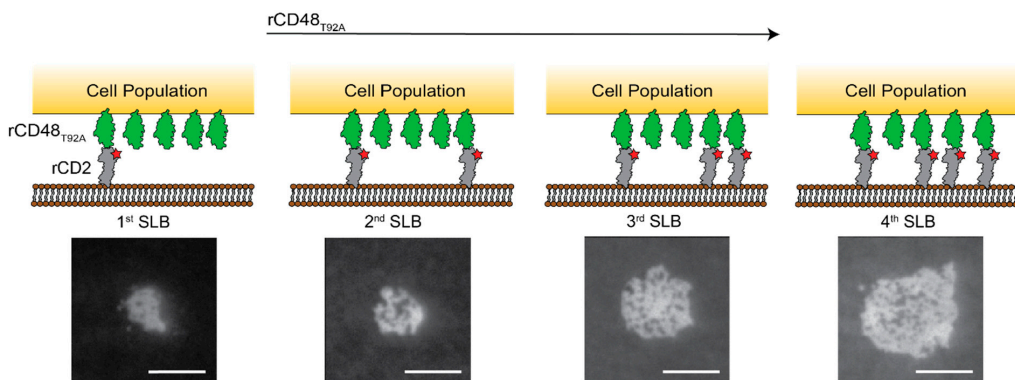 rCD48T92A
Cell Population Cell Population Cell Population Cell Population
rCD48T92A
rCD2
1st SLB 2nd SLB 3rd SLB 4th SLB